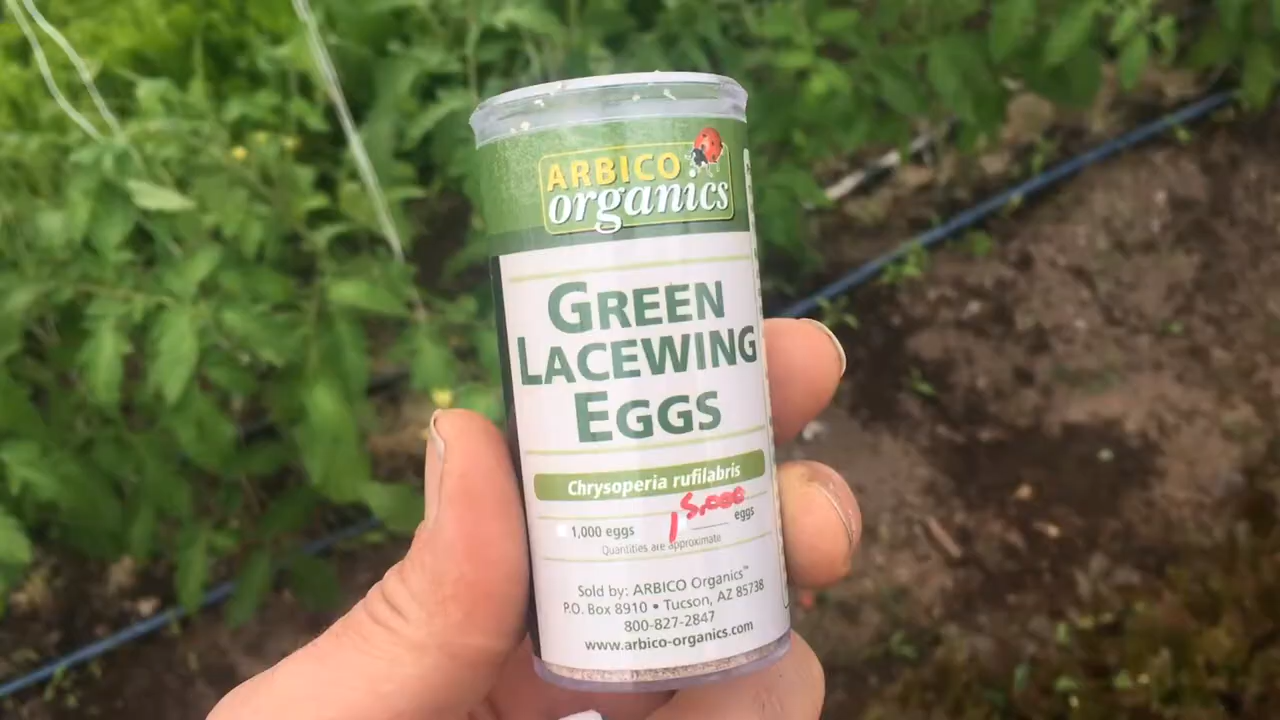 ARBICO
organics
GREEN
LACEWING
EGGS
Chrysoperia rufilabris
1,000 eggs 5,000 eggs
Quantities are approximate
Sold by: ARBICO Organics™
P.O. Box 8910 • Tucson, AZ 85738
800-827-2847
www.arbico-organics.com